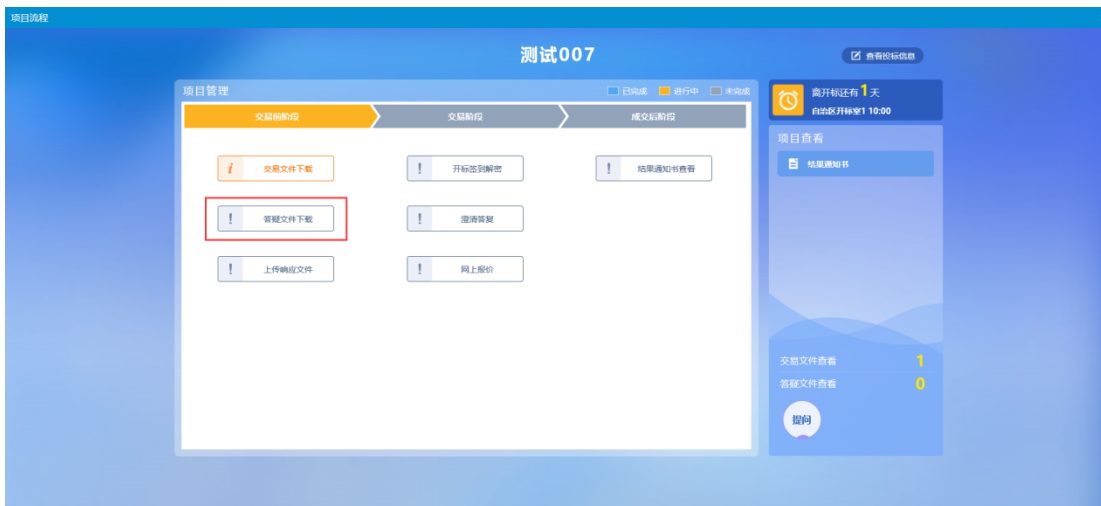 项目流程
测试007
查看投标信息
项目管理
已完成 进行中 未完成
交易前阶段 交易阶段 成交后阶段
i 交易文件下载 ! 开标签到解密 ! 结果通知书查看
! 答疑文件下载 ! 澄清答复
! 上传响应文件 ! 网上报价
离开标还有1天
自治区开标室1 10:00
项目查看
结果通知书
交易文件查看 1
答疑文件查看 0
提问